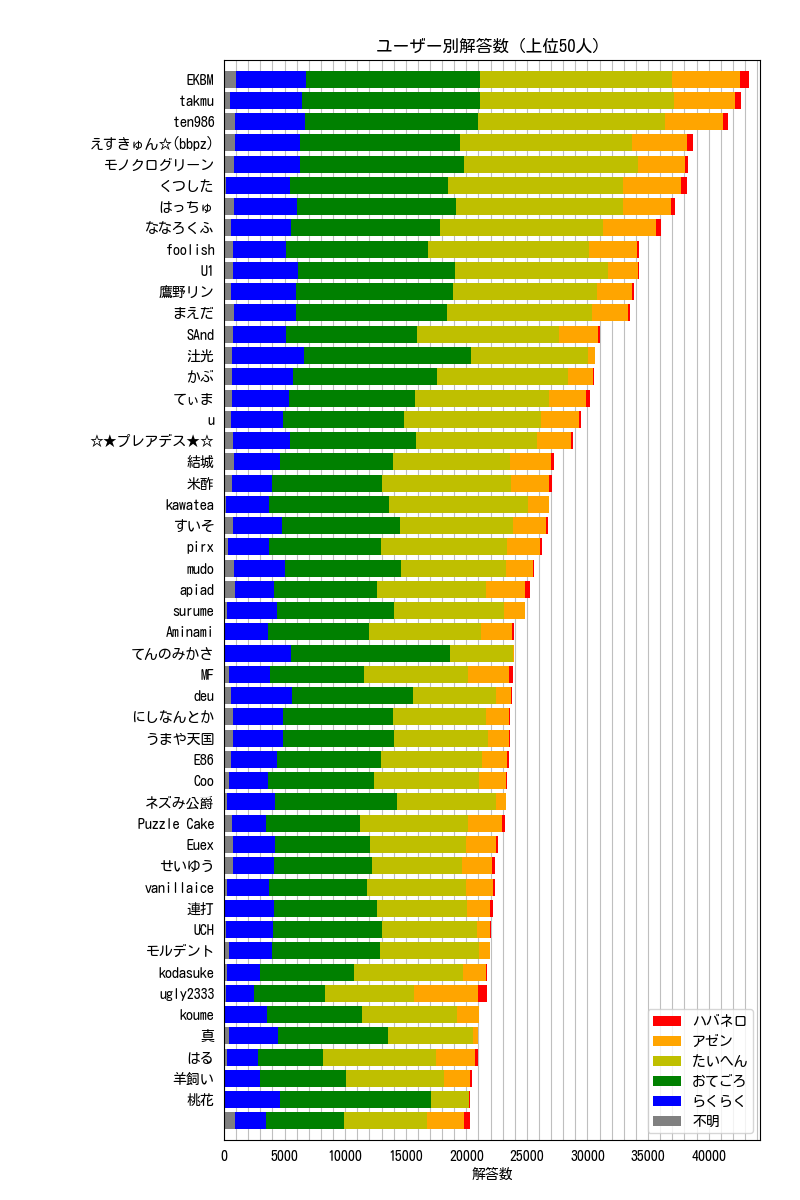 ユーザー別解答数 (上位50人)
EKBM
takmu
ten986
えすきゅん☆(bbpz)
モノクログリーン
くつした
はっちゅ
ななろくふ
foolish
U1
鷹野リン
まえだ
SAnd
汢光
かぶ
てぃま
u
☆★プレアデス★☆
結城
米酢
kawatea
すいそ
pirx
mudo
apiad
surume
Aminami
てんのみかさ
MF
deu
にしなんとか
うまや天国
E86
Coo
ネズみ公爵
Puzzle Cake
Euex
せいゆう
vanillaice
連打
UCH
モルデント
kodasuke
ugly2333
koume
真
はる
羊飼い
桃花
ハバネロ
アゼン
たいへん
おてごろ
らくらく
不明
0 5000 10000 15000 20000 25000 30000 35000 40000
解答数